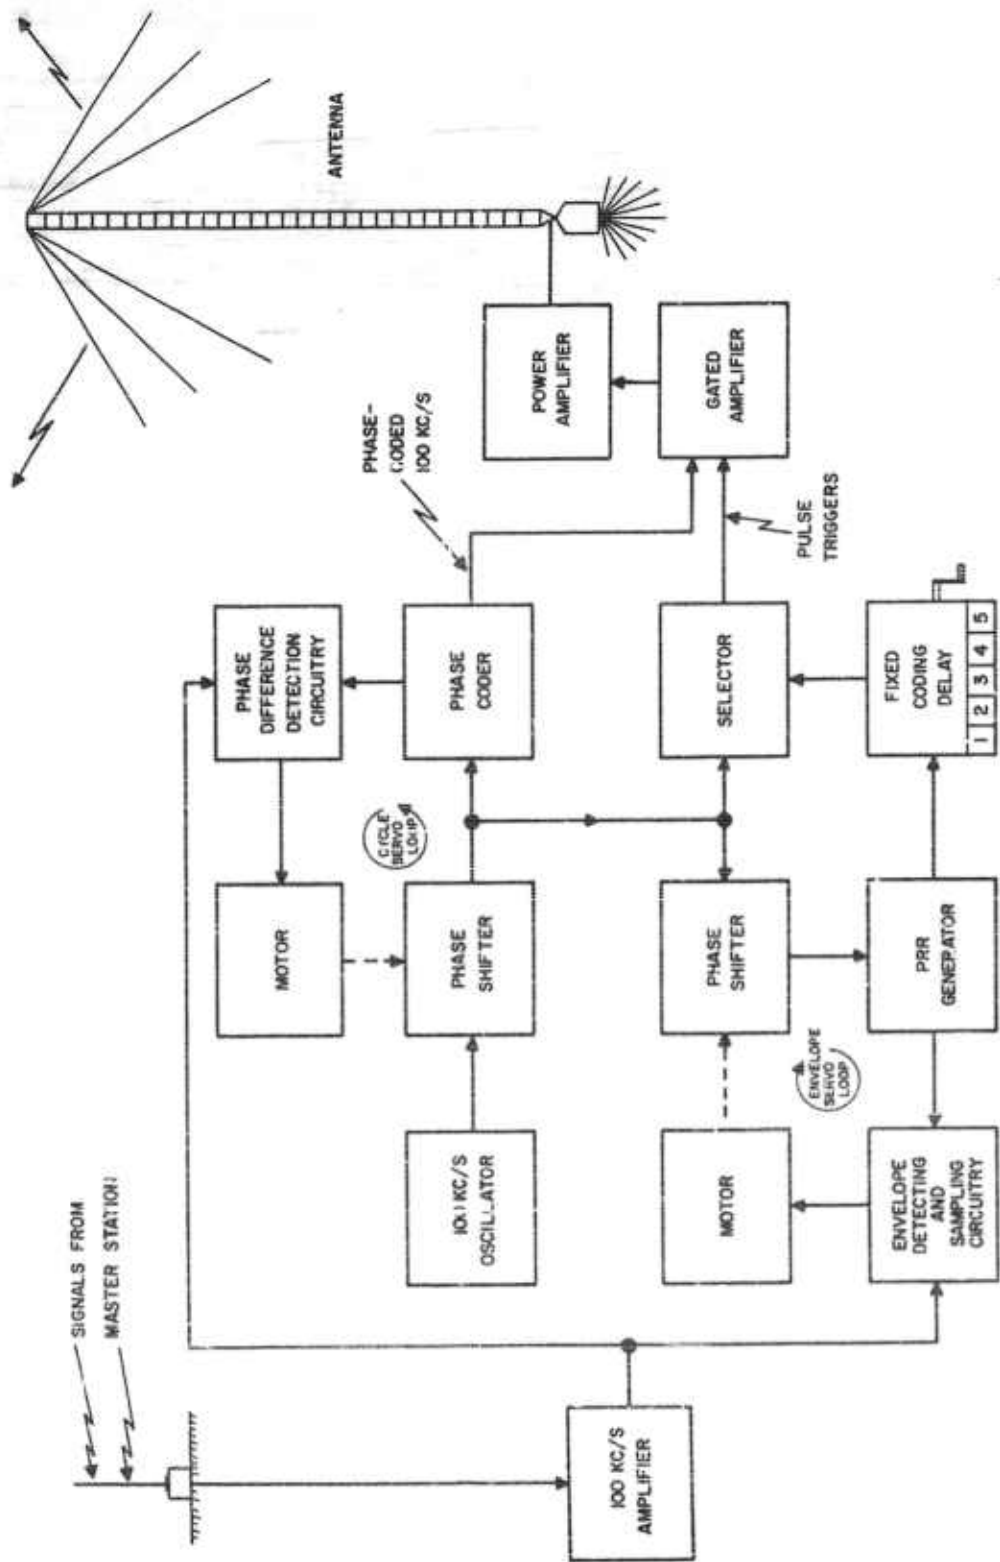 SIGNALS FROM
MASTER STATION
100 KC/S
AMPLIFIER
PHASE
DIFFERENCE
DETECTION
CIRCUITRY
MOTOR
CYCLE
SERVO
LOOP
100 KC/S
OSCILLATOR
PHASE
SHIFTER
PHASE
CODER
PHASE-
CODED
100 KC/S
ANTENNA
POWER
AMPLIFIER
GATED
AMPLIFIER
MOTOR
PHASE
SHIFTER
SELECTOR
PULSE
TRIGGERS
ENVELOPE
SERVO
LOOP
ENVELOPE
DETECTING
AND
SAMPLING
CIRCUITRY
PRR
GENERATOR
FIXED
CODING
DELAY
1 2 3 4 5